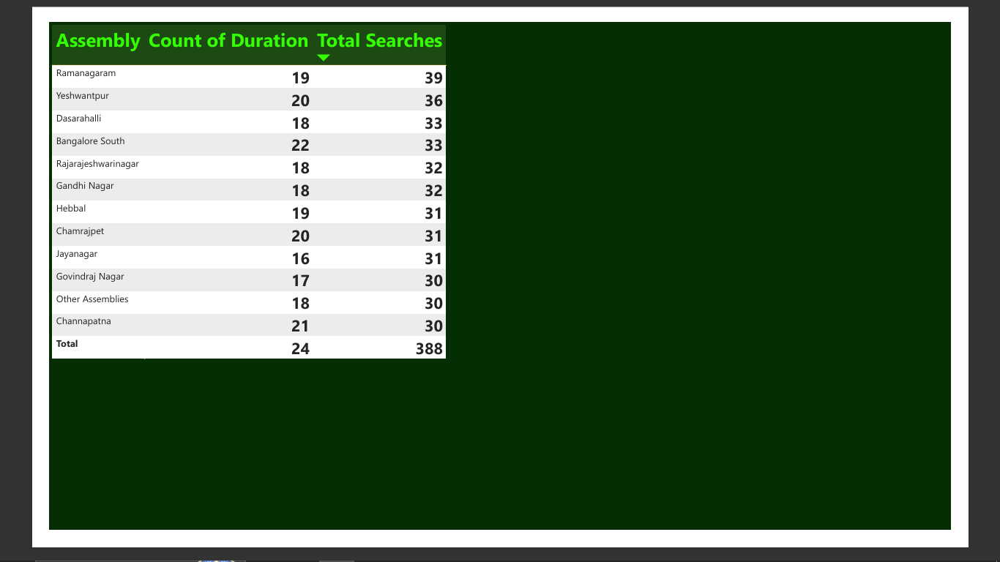 Assembly Count of Duration Total Searches
Ramanagaram 19 39
Yeshwantpur 20 36
Dasarahalli 18 33
Bangalore South 22 33
Rajarajeshwarinagar 18 32
Gandhi Nagar 18 32
Hebbal 19 31
Chamrajpet 20 31
Jayanagar 16 31
Govindraj Nagar 17 30
Other Assemblies 18 30
Channapatna 21 30
Total 24 388